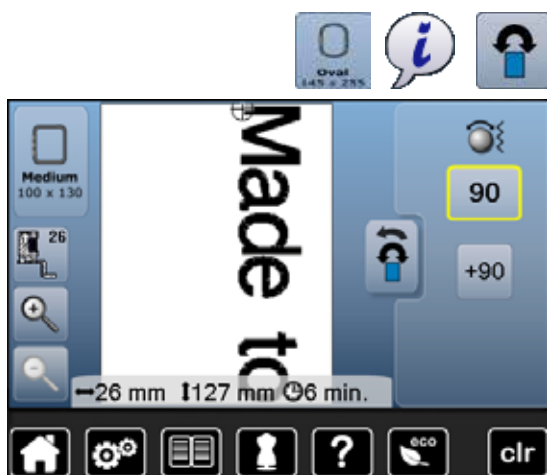 Oval
145 x 255
i
Medium
100 x 130
90
26
+90
Made to
26 mm 127 mm 6 min.
?
eco
clr